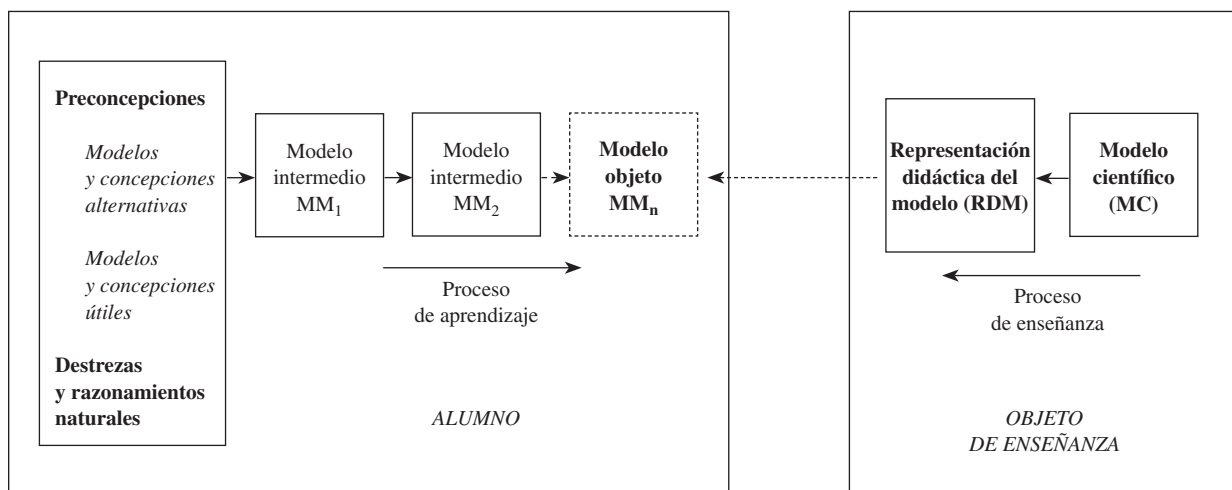 Preconcepciones
Modelos
y concepciones
alternativas
Modelos
y concepciones
útiles
Destrezas
y razonamientos
naturales
Modelo
intermedio
MM1
Modelo
intermedio
MM2
Modelo
objeto
MMn
Proceso
de aprendizaje
ALUMNO
Representación
didáctica del
modelo (RDM)
Modelo
científico
(MC)
Proceso
de enseñanza
OBJETO
DE ENSEÑANZA